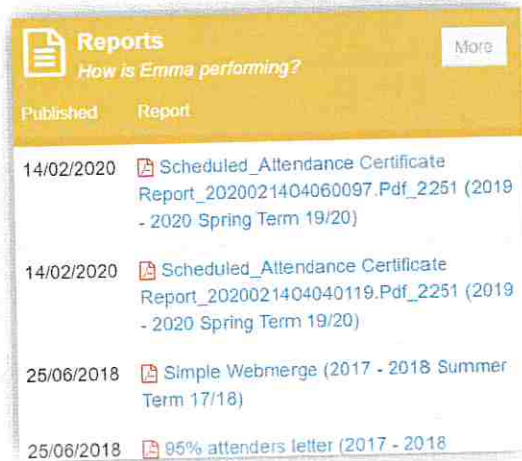 Reports
How is Emma performing?
More
Published Report
14/02/2020 Scheduled_Attendance Certificate
Report_2020021404060097.Pdf_2251 (2019
- 2020 Spring Term 19/20)
14/02/2020 Scheduled_Attendance Certificate
Report_2020021404040119.Pdf_2251 (2019
- 2020 Spring Term 19/20)
25/06/2018 Simple Webmerge (2017 - 2018 Summer
Term 17/18)
25/06/2018 95% attenders letter (2017 - 2018